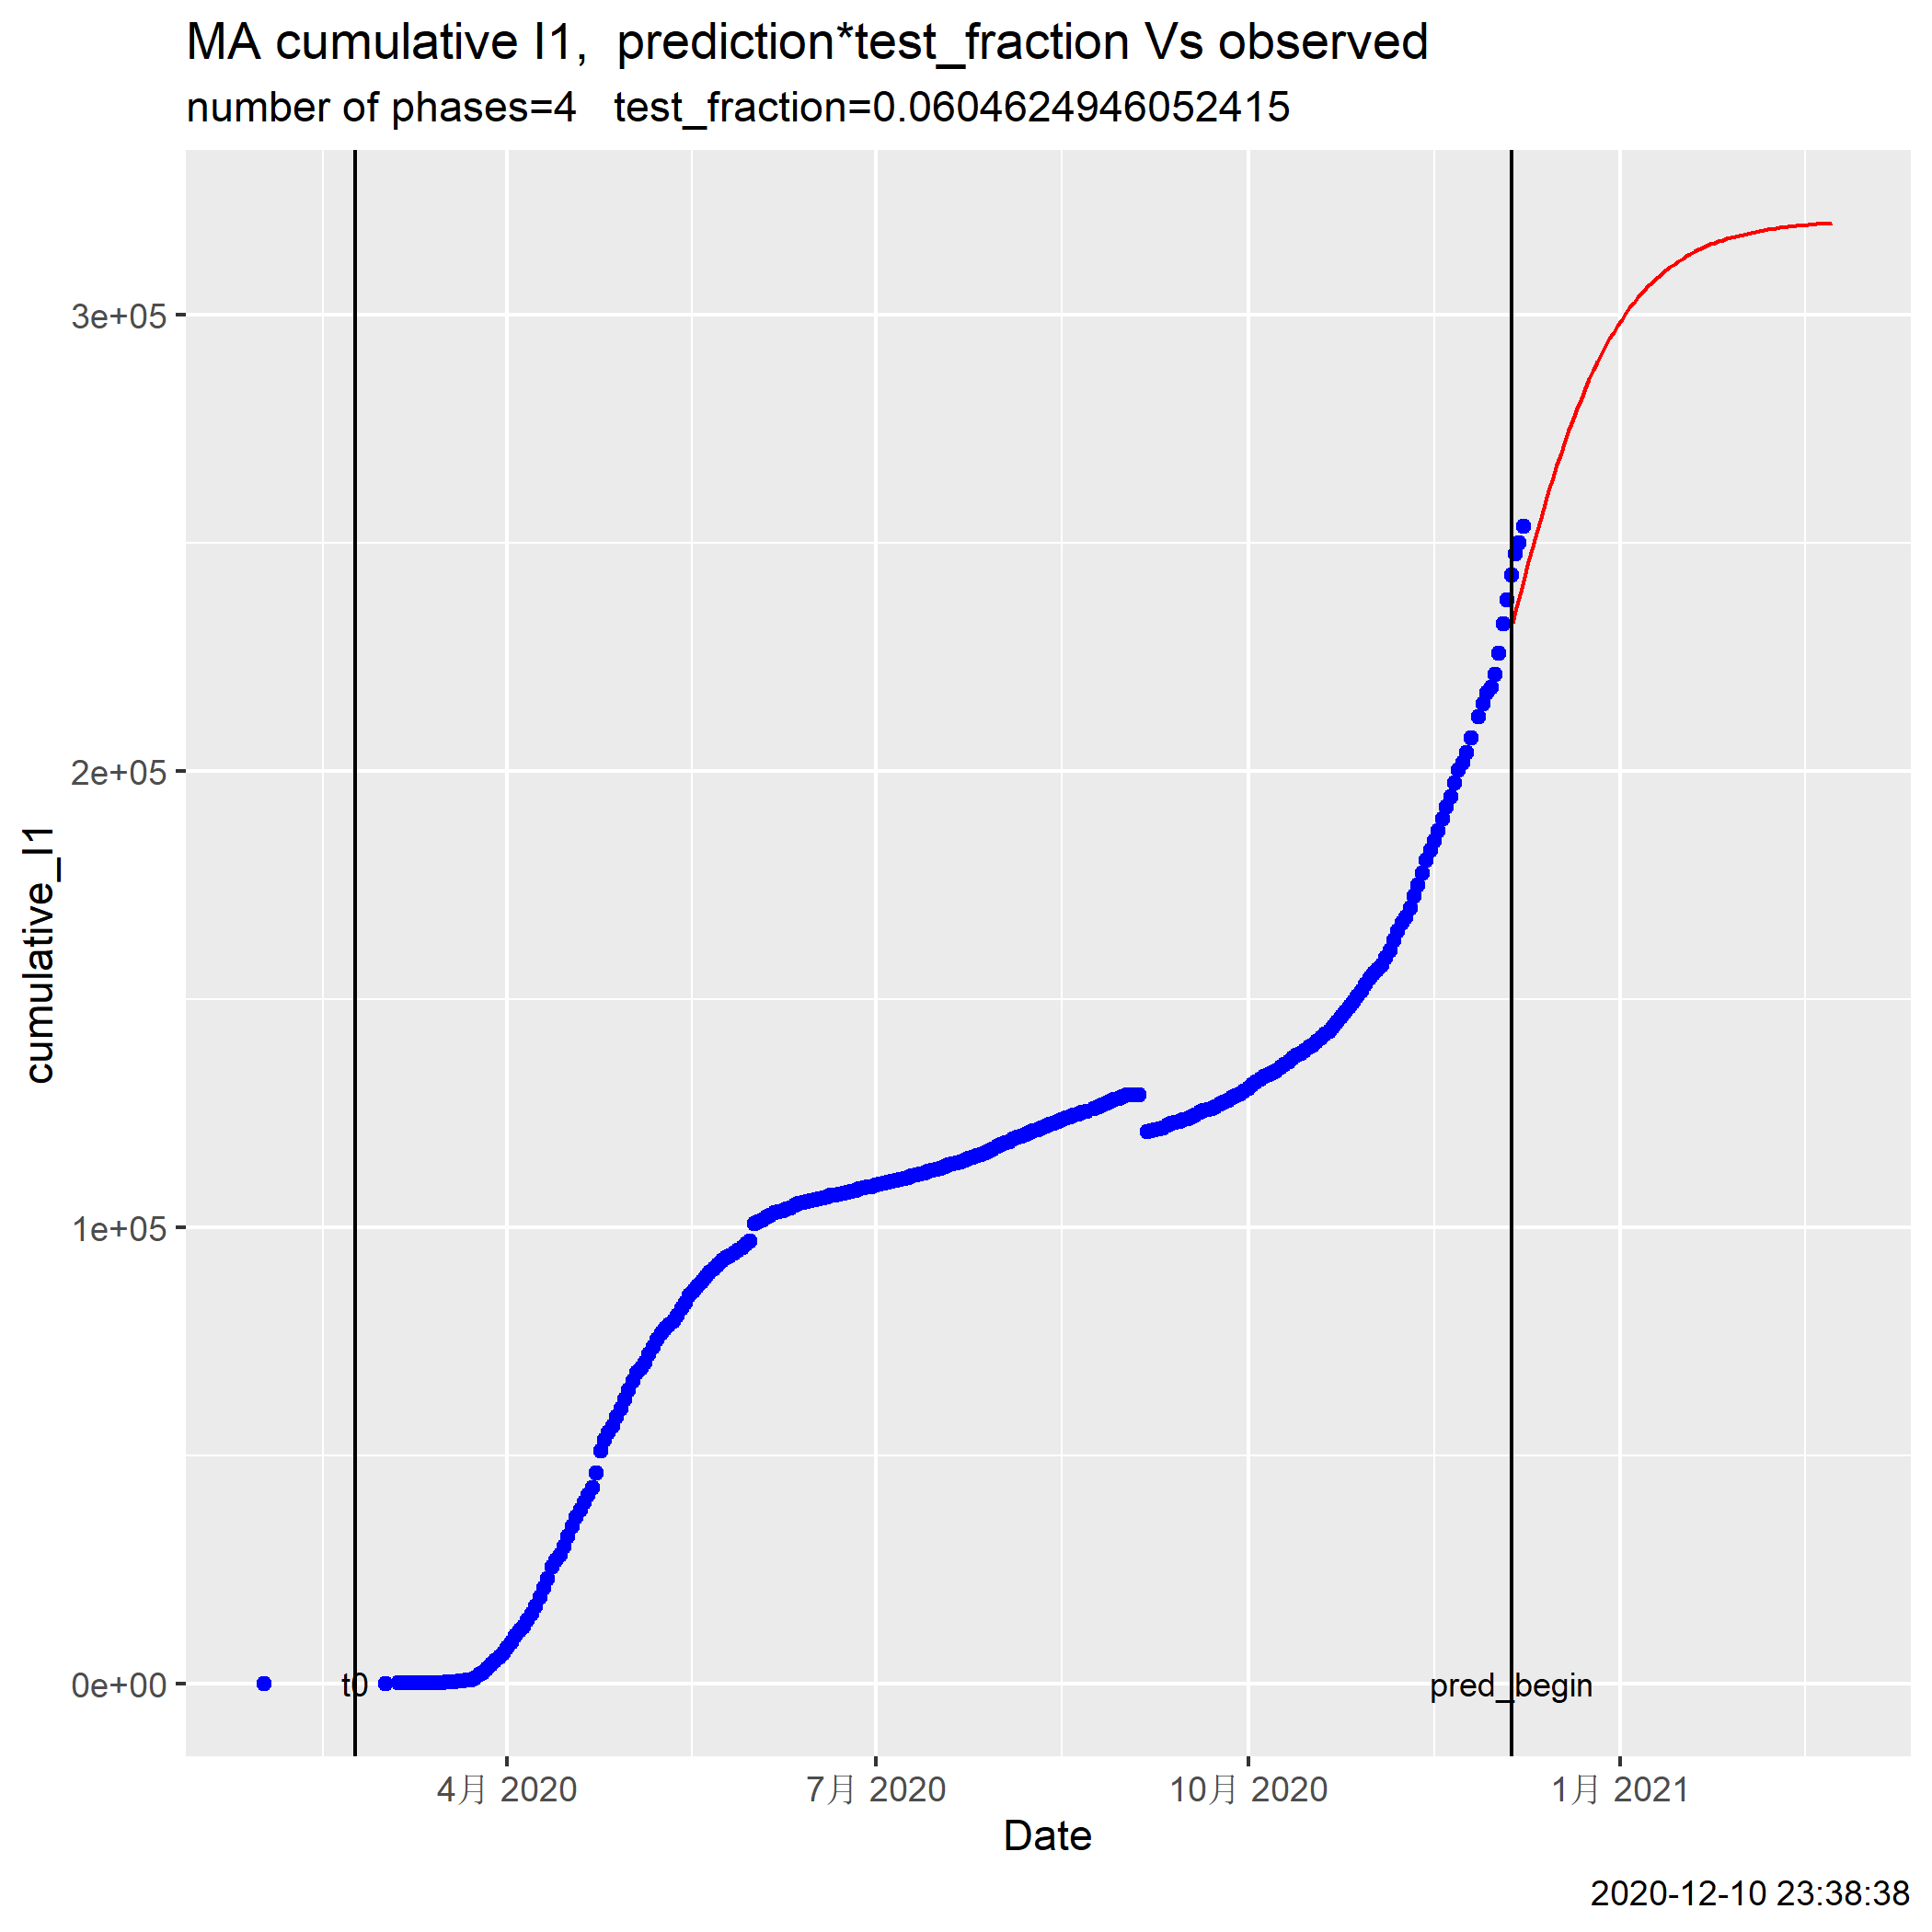 MA cumulative I1,  prediction*test_fraction Vs observed
number of phases=4   test_fraction=0.0604624946052415
cumulative_I1
3e+05
2e+05
1e+05
0e+00
t0
pred_begin
4月 2020
7月 2020
10月 2020
1月 2021
Date
2020-12-10 23:38:38